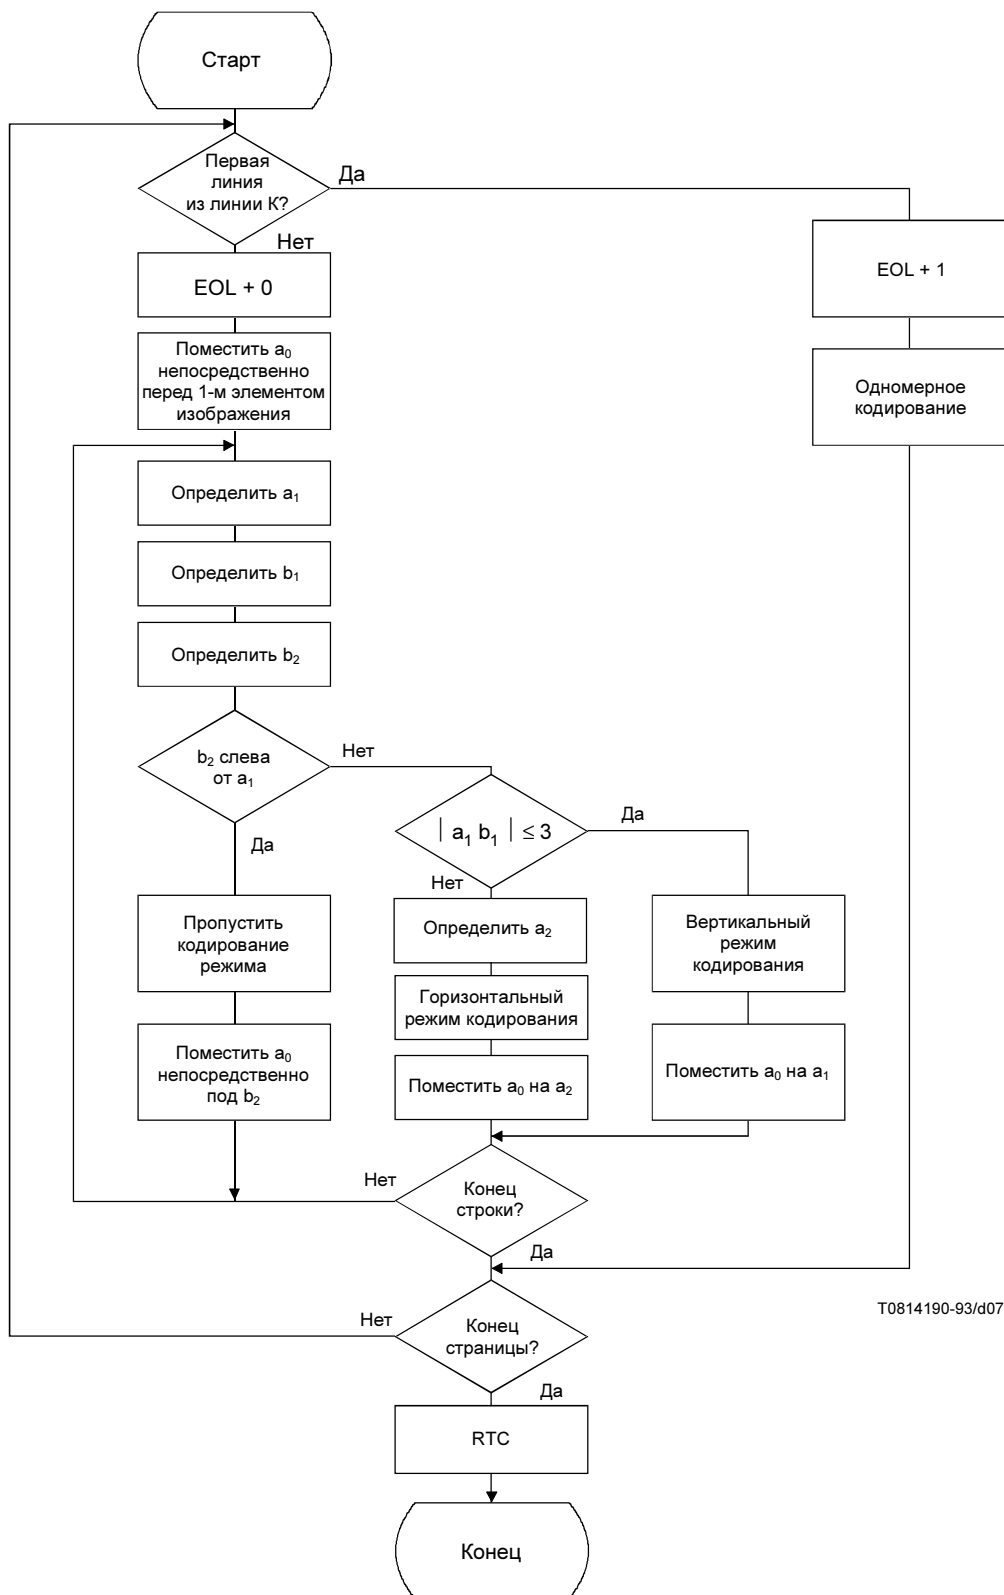 Старт
Первая
линия
из линии K?
Да
Нет
EOL + 0
EOL + 1
Поместить a₀
непосредственно
перед 1-м элементом
изображения
Одномерное
кодирование
Определить a₁
Определить b₁
Определить b₂
b₂ слева
от a₁
Нет
Да
| a₁ b₁ | ≤ 3
Да
Нет
Пропустить
кодирование
режима
Определить a₂
Вертикальный
режим
кодирования
Горизонтальный
режим кодирования
Поместить a₀
непосредственно
под b₂
Поместить a₀ на a₂
Поместить a₀ на a₁
Нет
Конец
строки?
Да
T0814190-93/d07
Нет
Конец
страницы?
Да
RTC
Конец